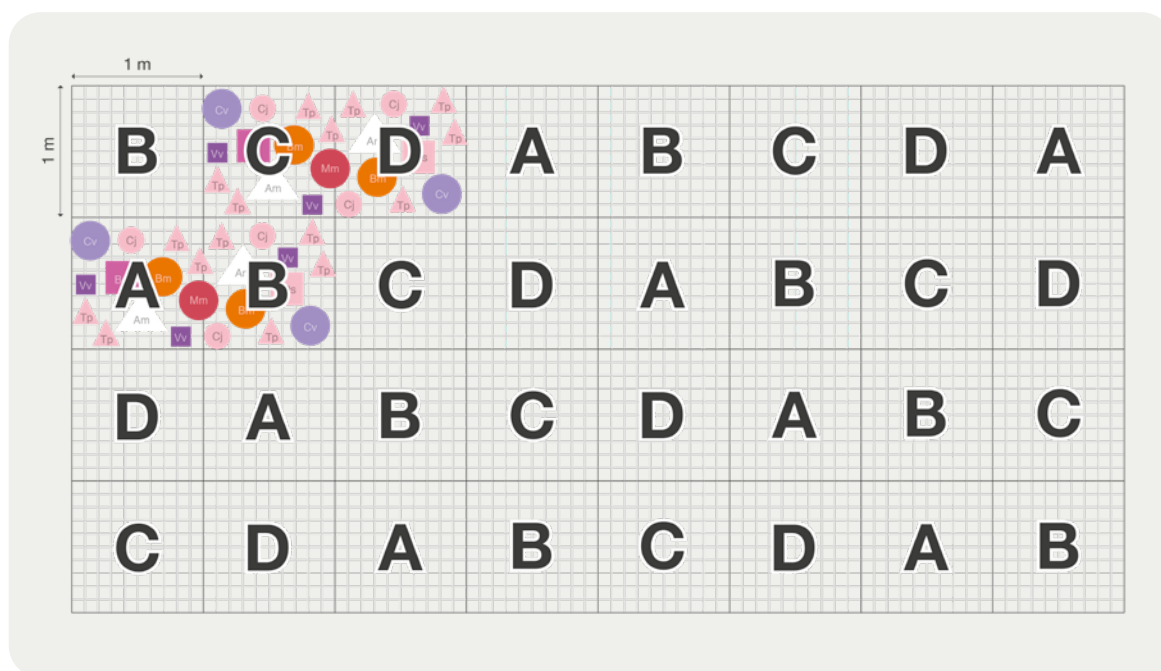 1 m
1 m
Cv Cj Tp Tp Cj Tp
Tp Vv Tp
B C D A B C D A
Vv Bm Mm Bm
Tp Am Cv
Tp Vv Cj Tp
Cv Cj Tp Tp Cj Tp
Tp Vv Tp
A B C D A B C D
Vv Bm Mm Bm
Tp Am Cv
Tp Vv Cj Tp
D A B C D A B C
C D A B C D A B